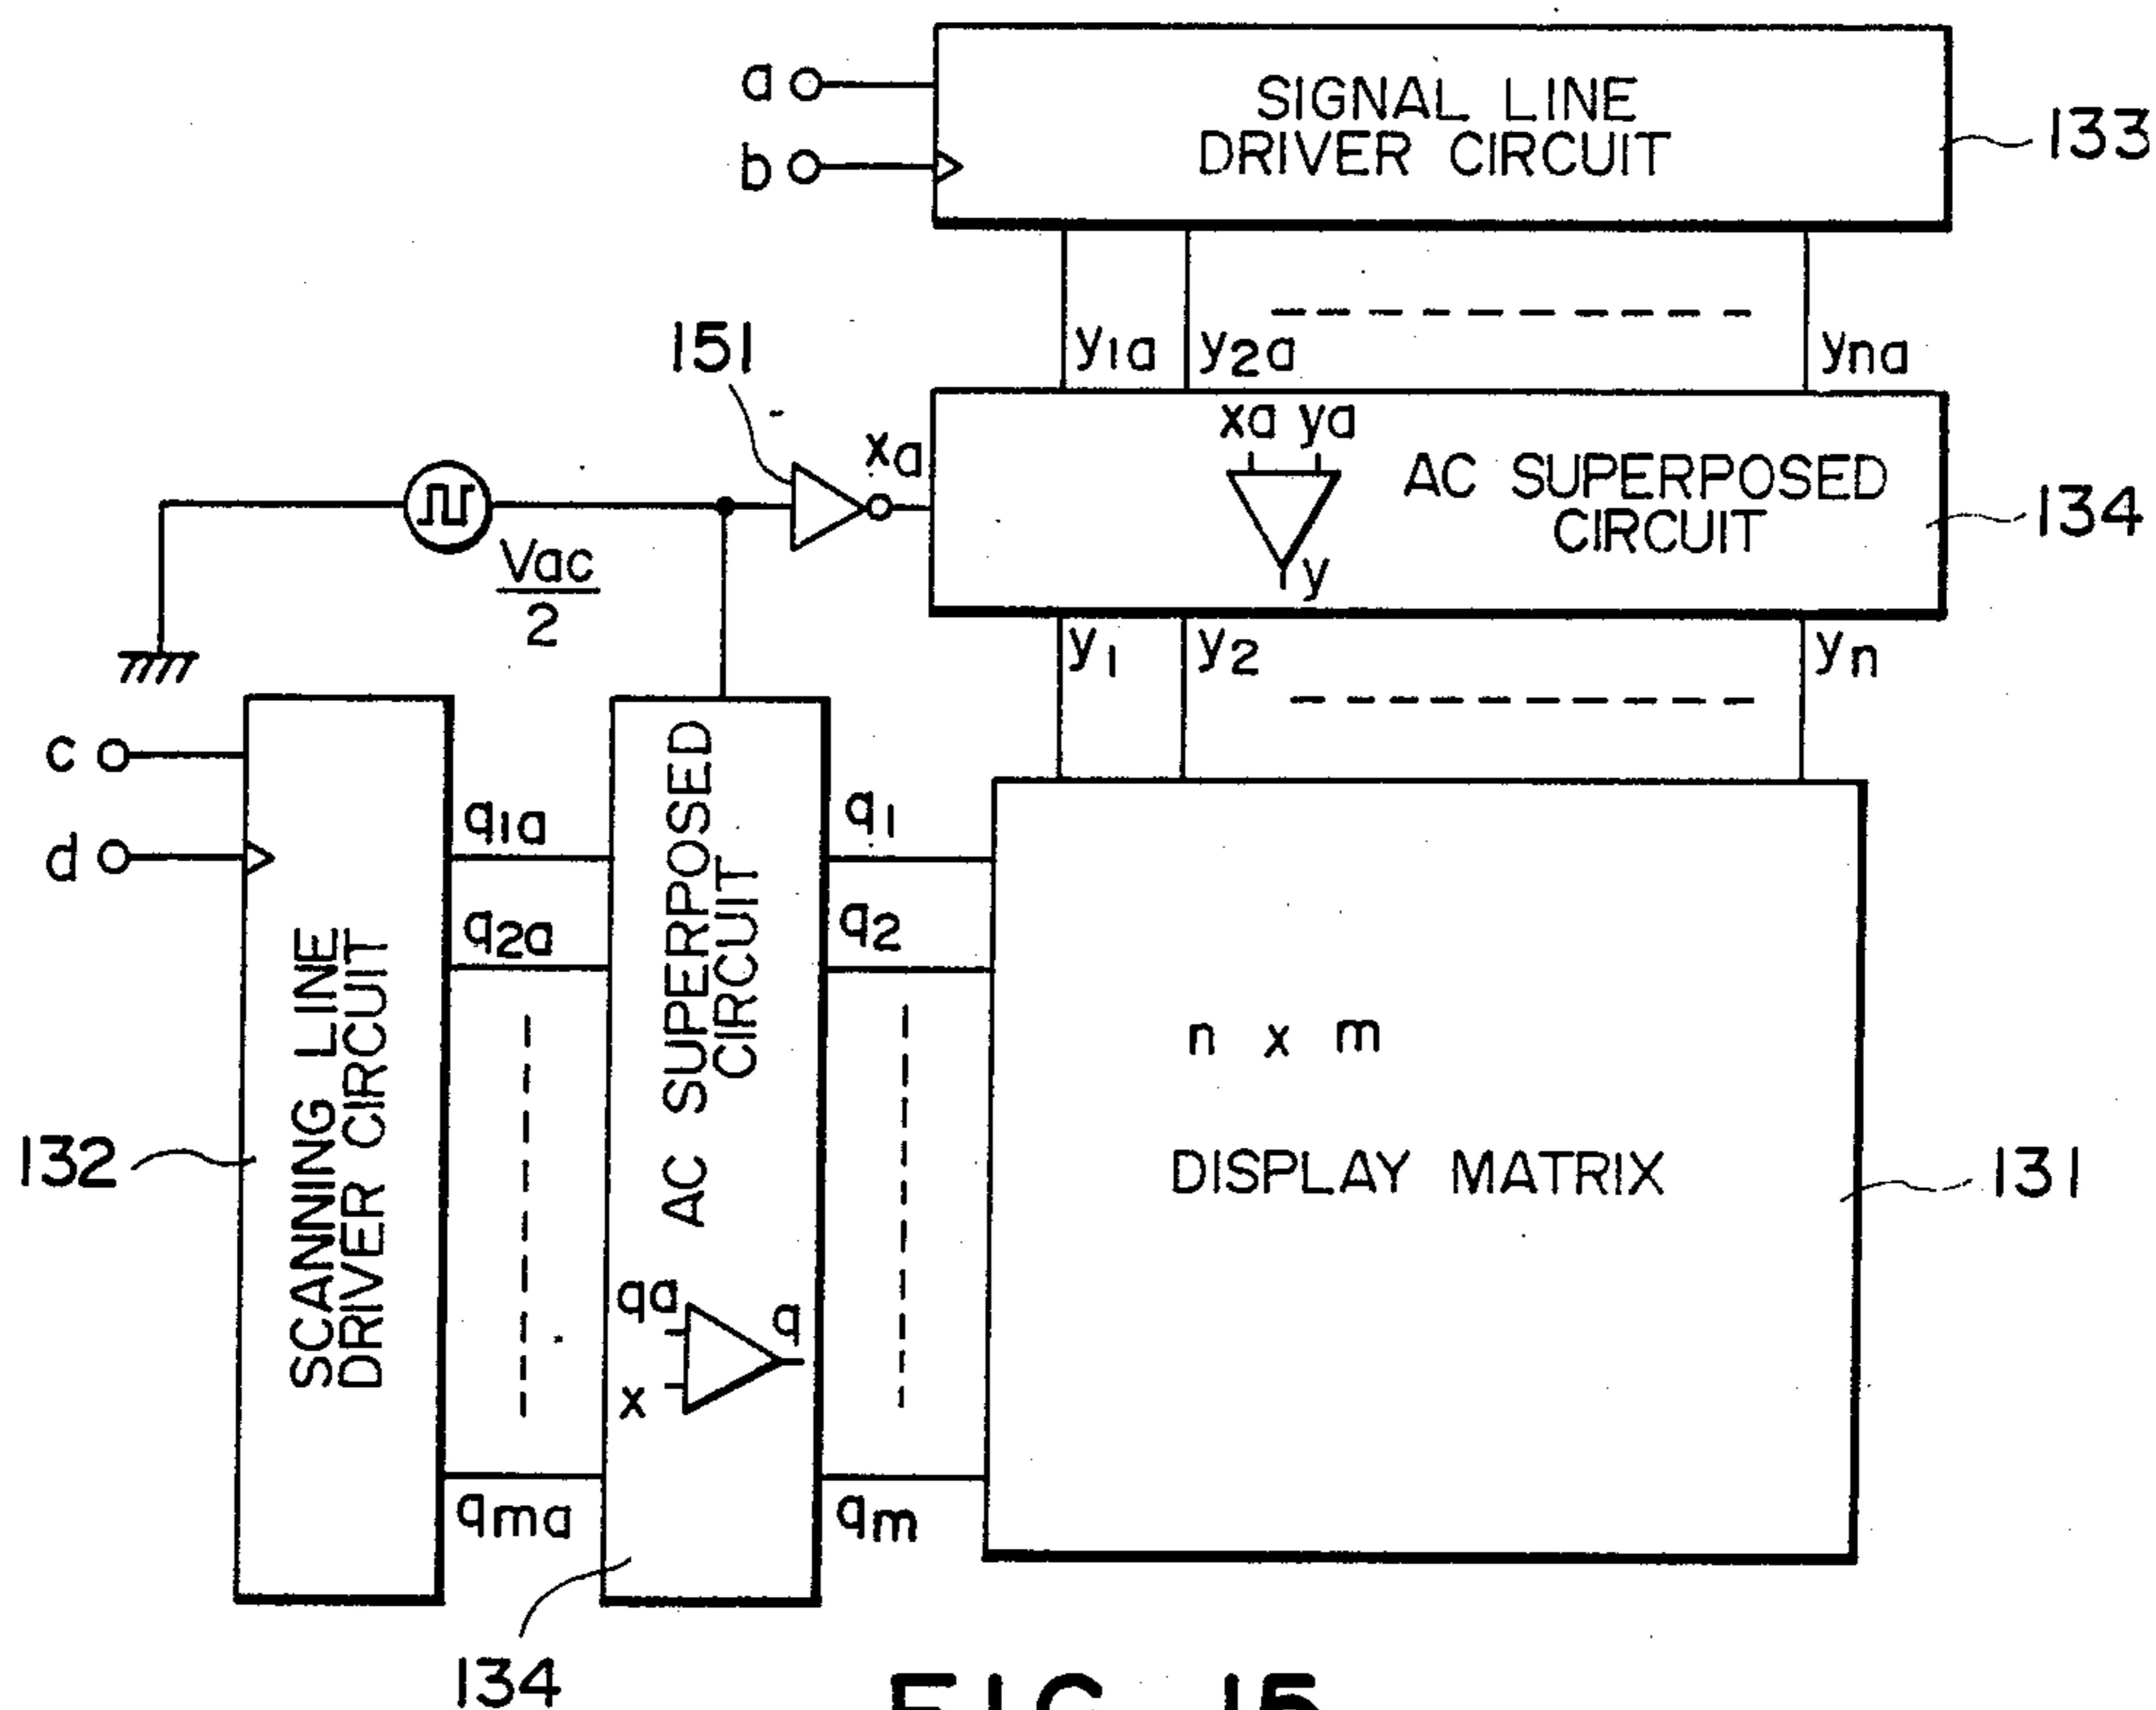 a
SIGNAL LINE
DRIVER CIRCUIT
b
133
y1a
y2a
yna
151
xa
xa ya
AC SUPERPOSED
CIRCUIT
y
134
Vac
2
y1
y2
yn
c
d
SCANNING LINE
DRIVER CIRCUIT
132
q1a
q2a
qma
AC SUPERPOSED
CIRCUIT
qa
x
q
134
q1
q2
qm
n x m
DISPLAY MATRIX
131
FIG. 15